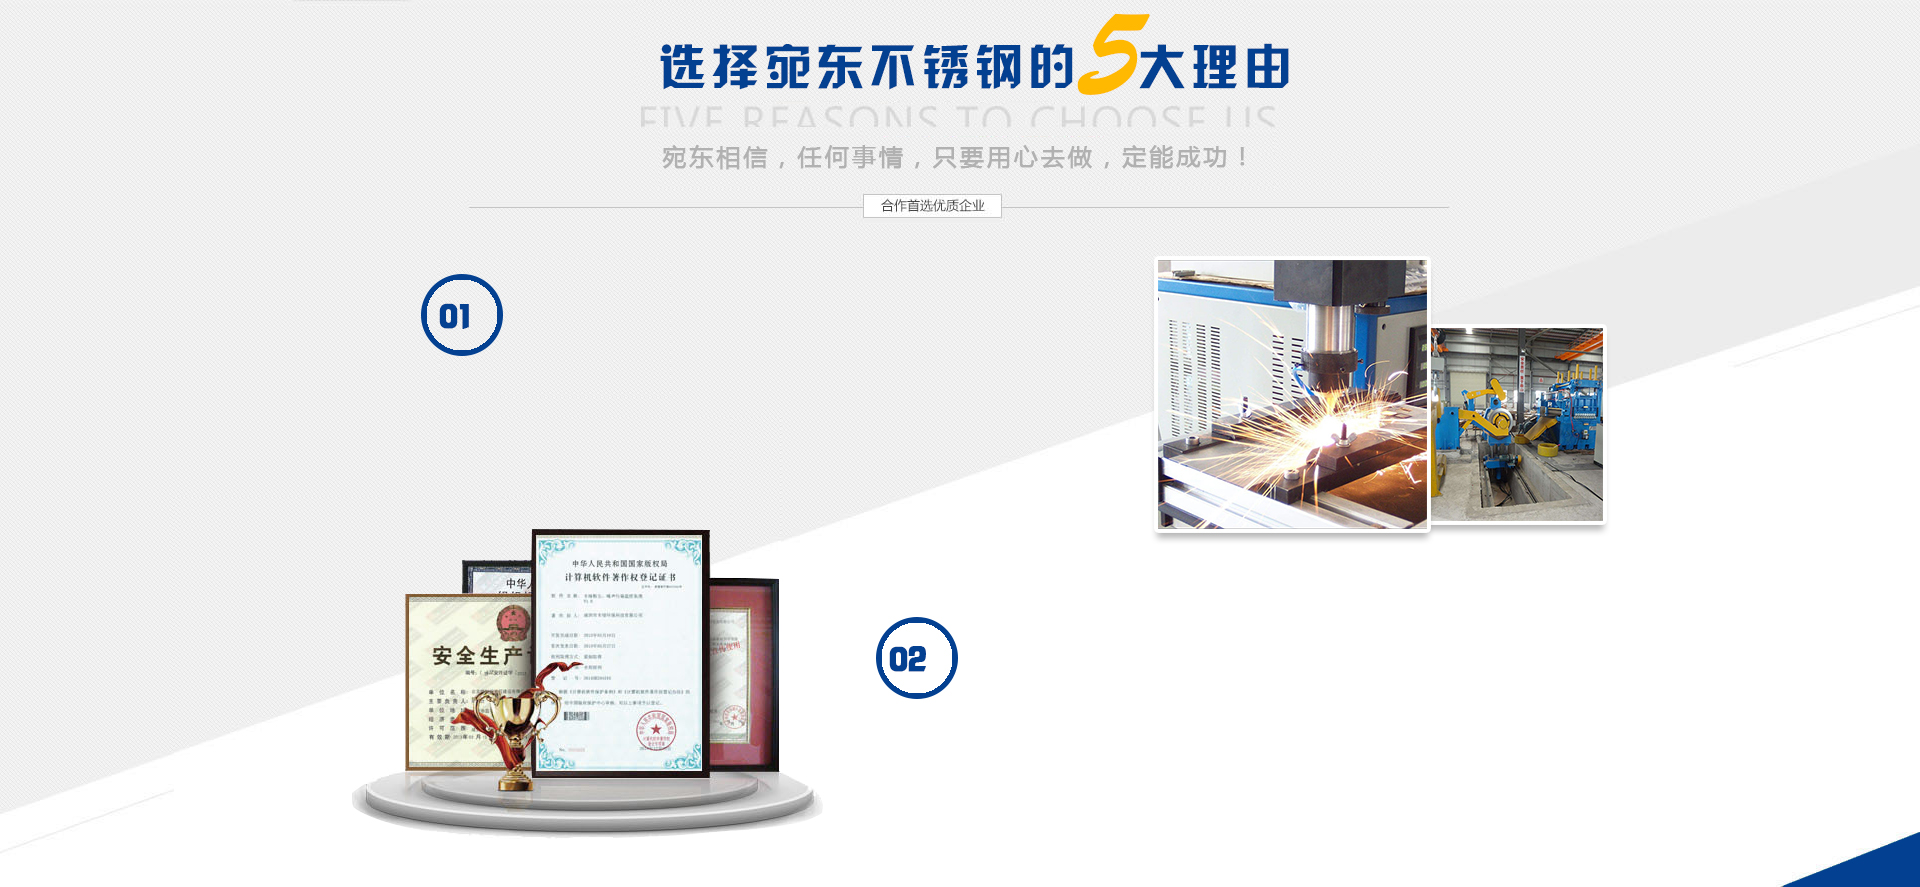 选择宛东不锈钢的5大理由
FIVE REASONS TO CHOOSE US
宛东相信，任何事情，只要用心去做，定能成功！
合作首选优质企业
01
02
中华人民共和国国家版权局
计算机软件著作权登记证书
安全生产